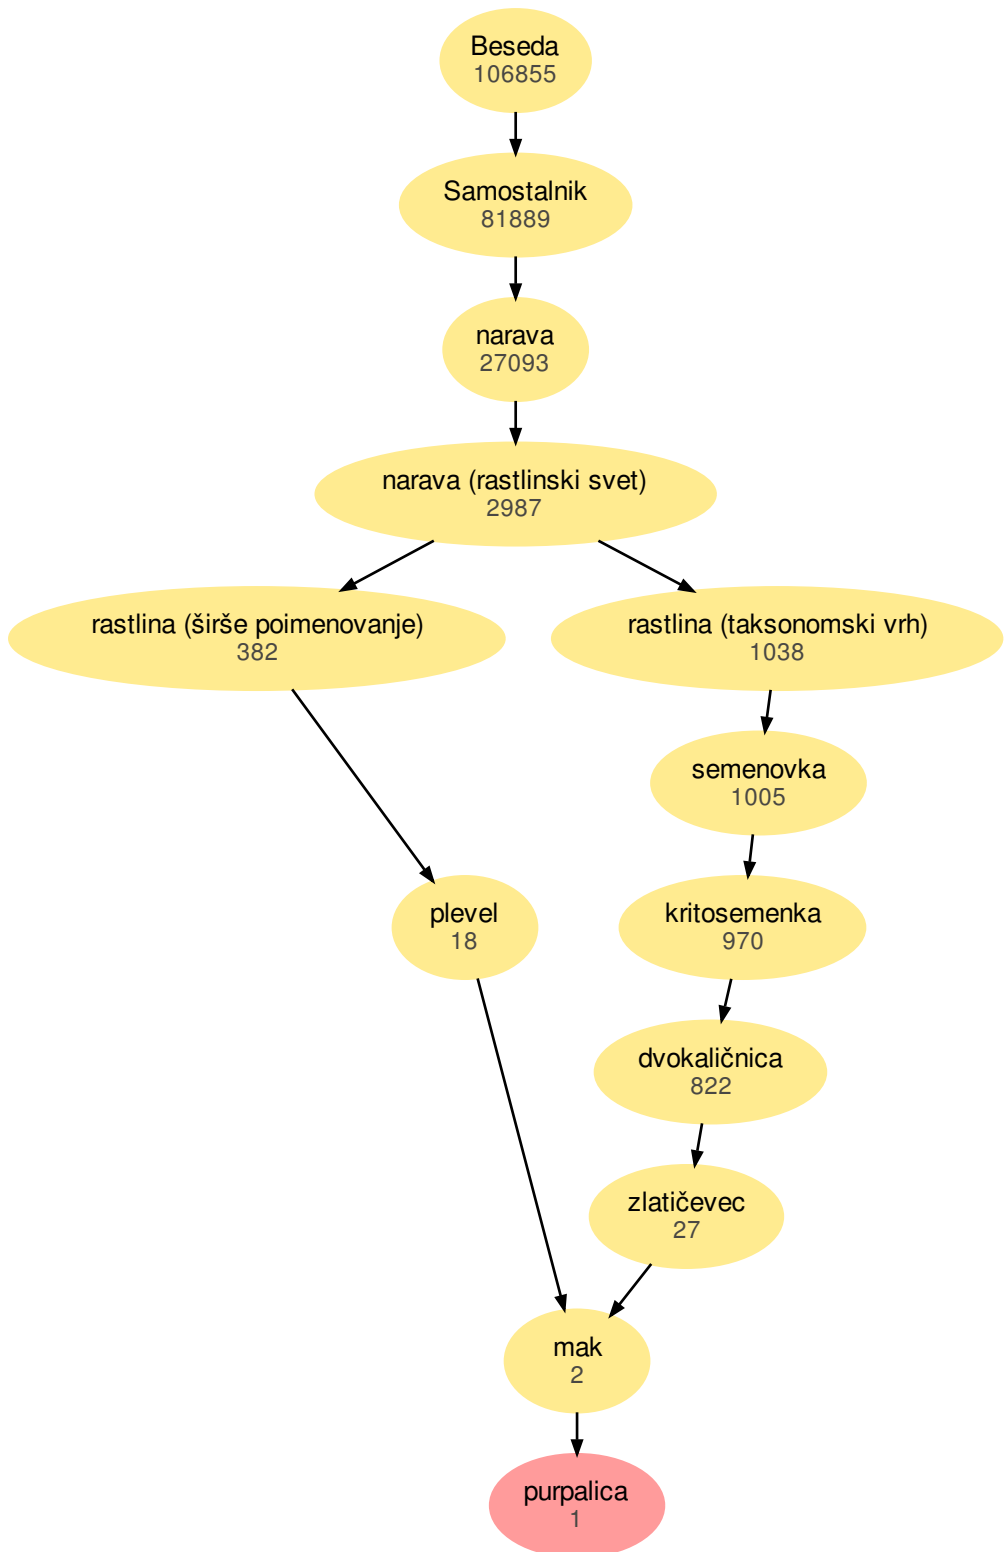 Beseda
106855
Samostalnik
81889
narava
27093
narava (rastlinski svet)
2987
rastlina (širše poimenovanje)
382
rastlina (taksonomski vrh)
1038
semenovka
1005
plevel
18
kritosemenka
970
dvokaličnica
822
zlatičevec
27
mak
2
purpalica
1